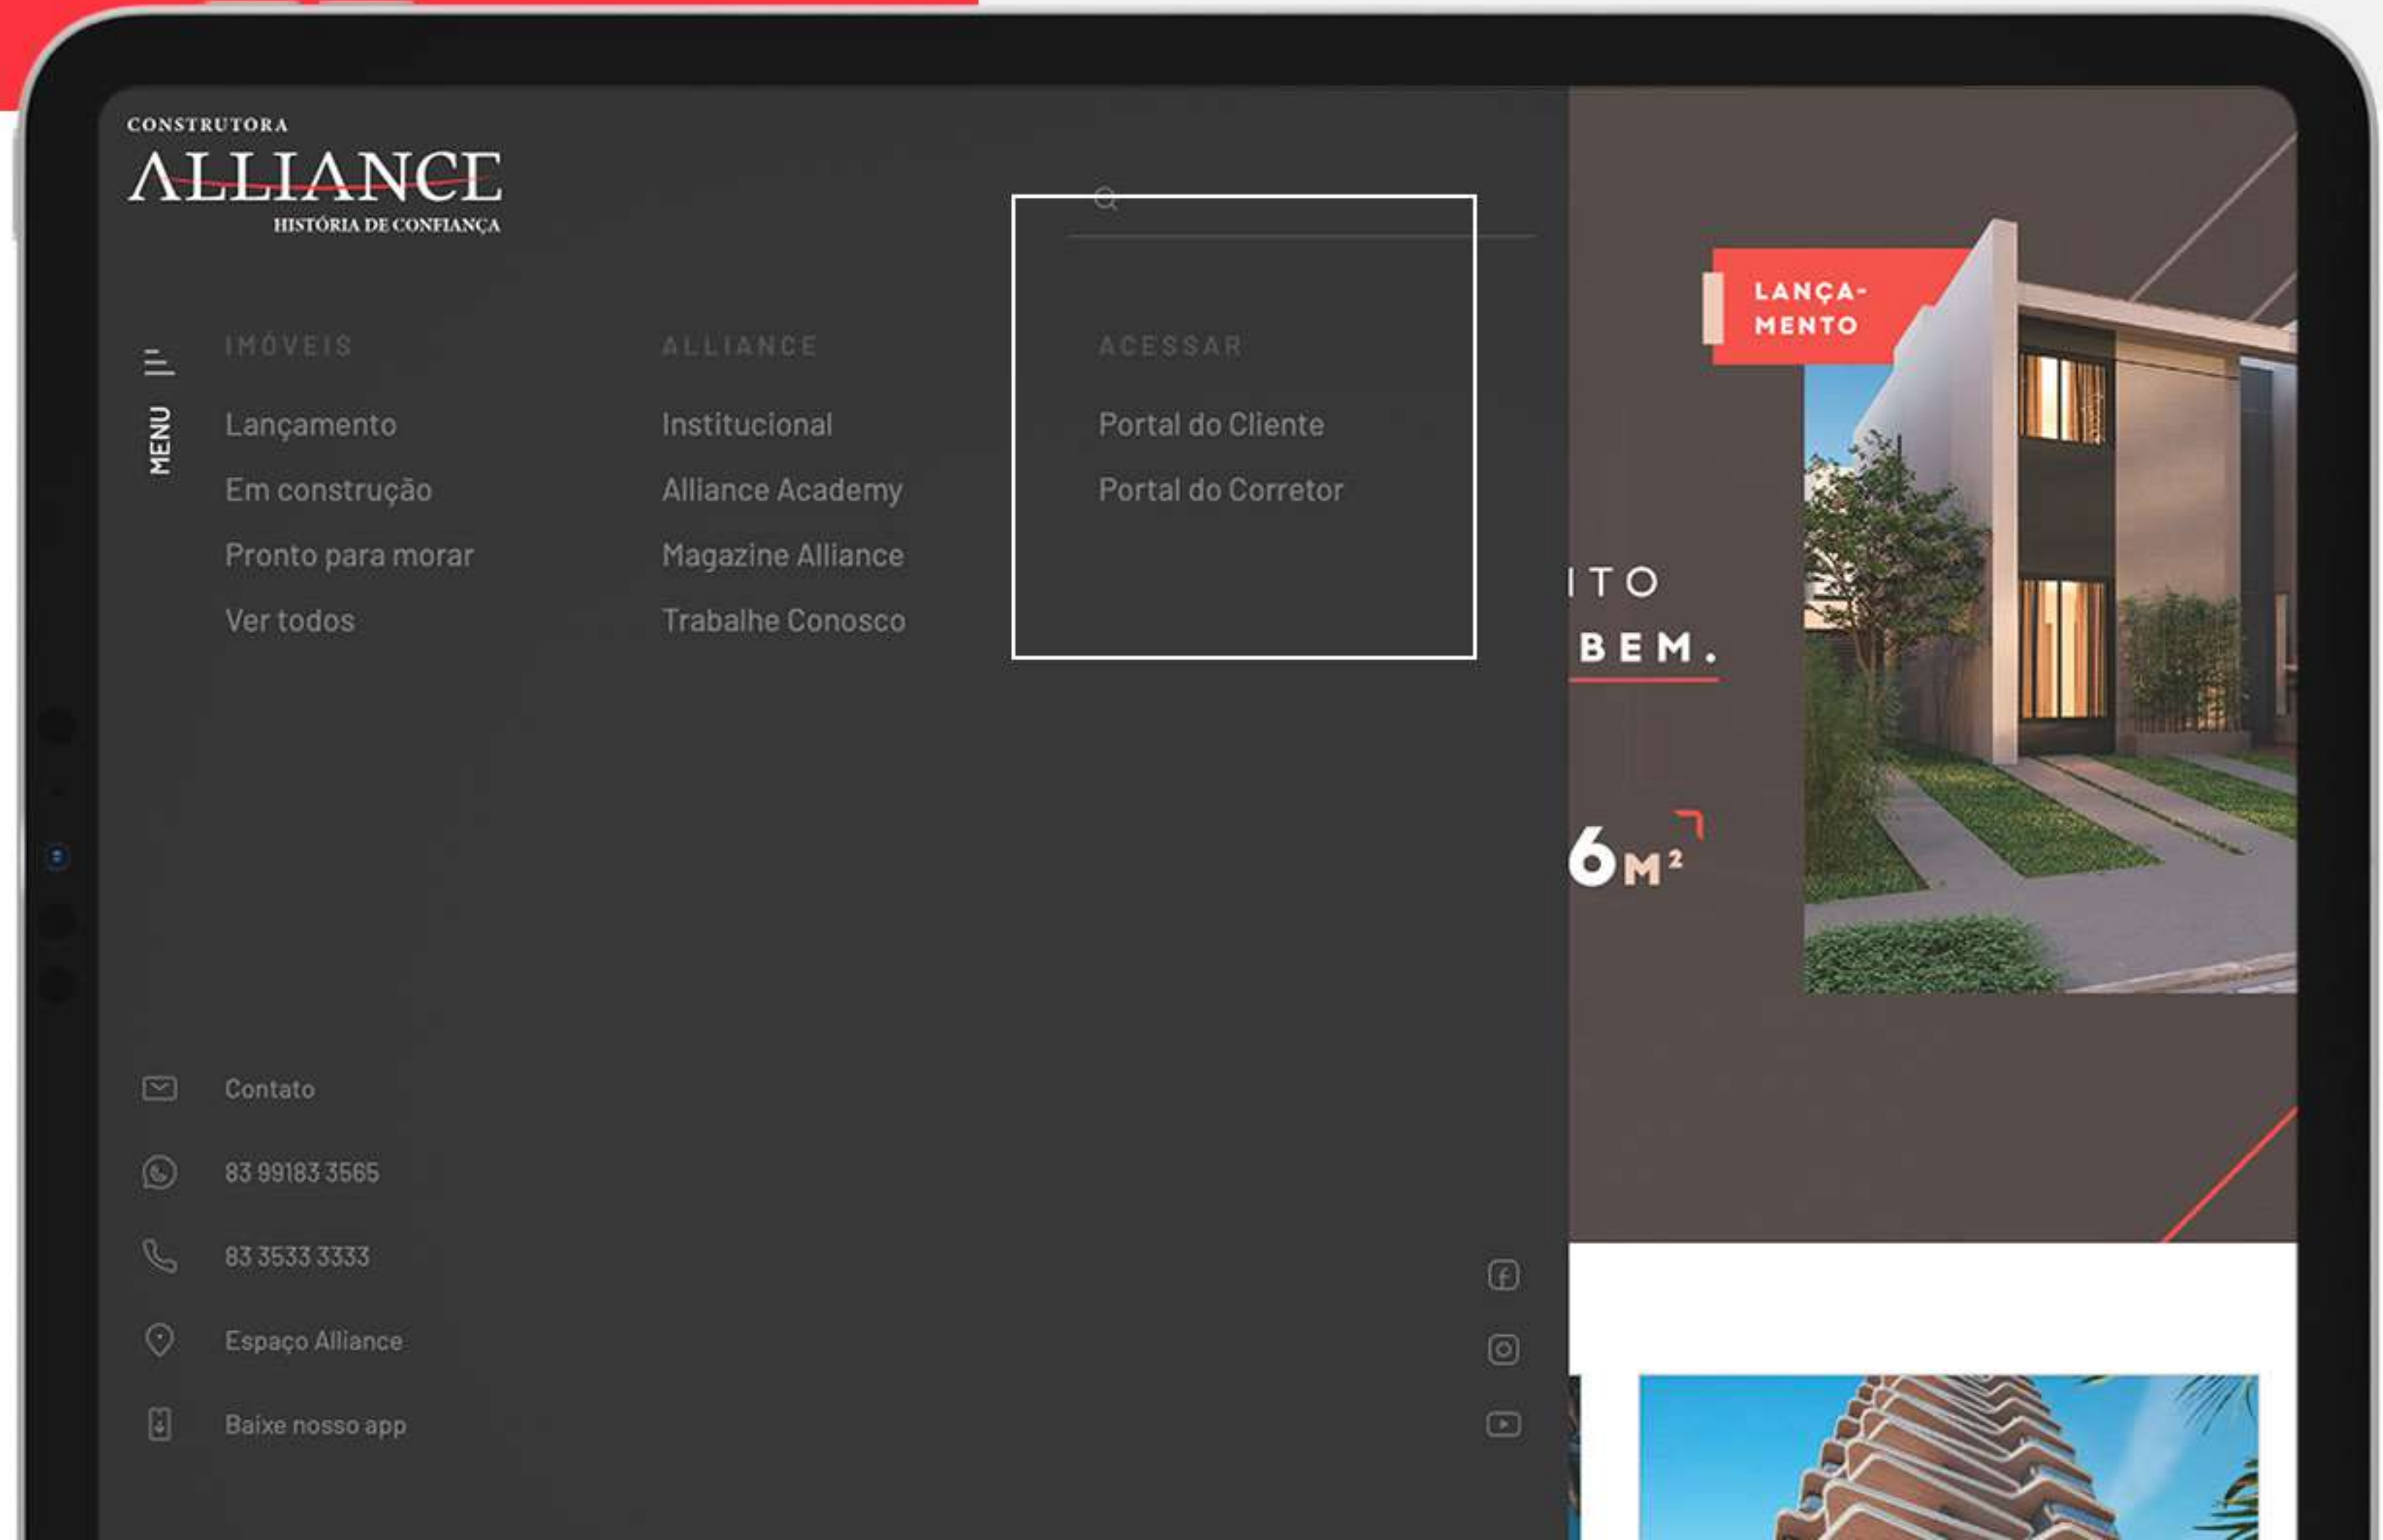 CONSTRUTORA
ALLIANCE
HISTÓRIA DE CONFIANÇA
MENU
IMÓVEIS
Lançamento
Em construção
Pronto para morar
Ver todos
ALLIANCE
Institucional
Alliance Academy
Magazine Alliance
Trabalhe Conosco
ACESSAR
Portal do Cliente
Portal do Corretor
Contato
83 99183 3565
83 3533 3333
Espaço Alliance
Baixe nosso app
LANÇA-
MENTO
ITO
BEM.
6M²